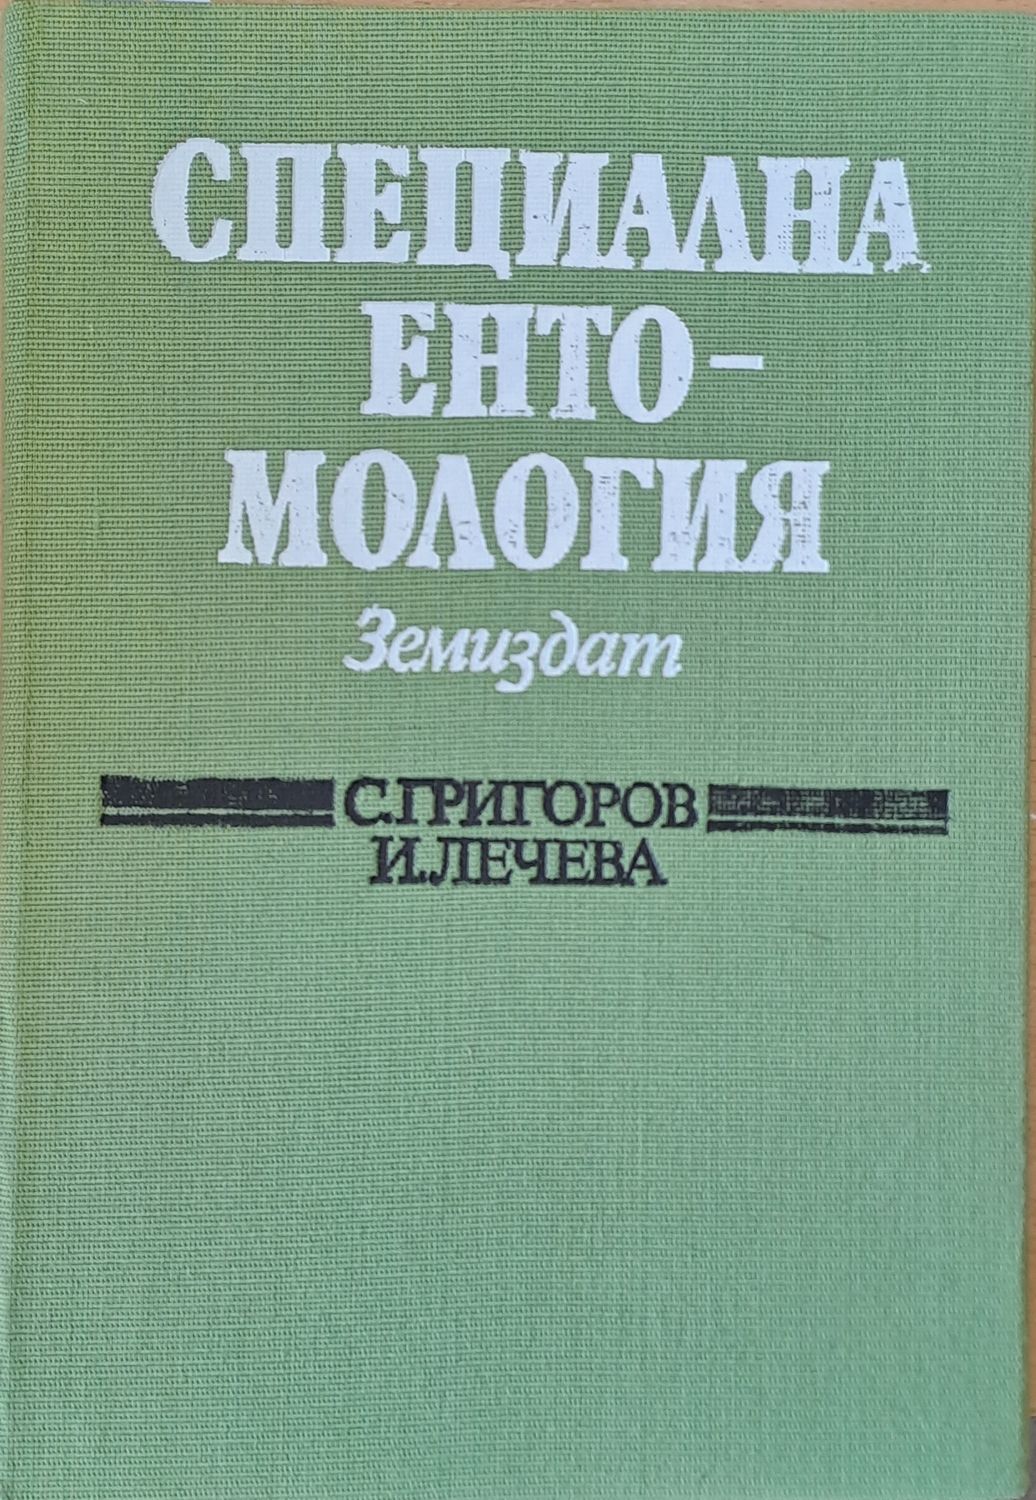 СПЕЦИАЛНА
ЕНТО-
МОЛОГИЯ
Земиздат
С. ГРИГОРОВ
И. ЛЕЧЕВА